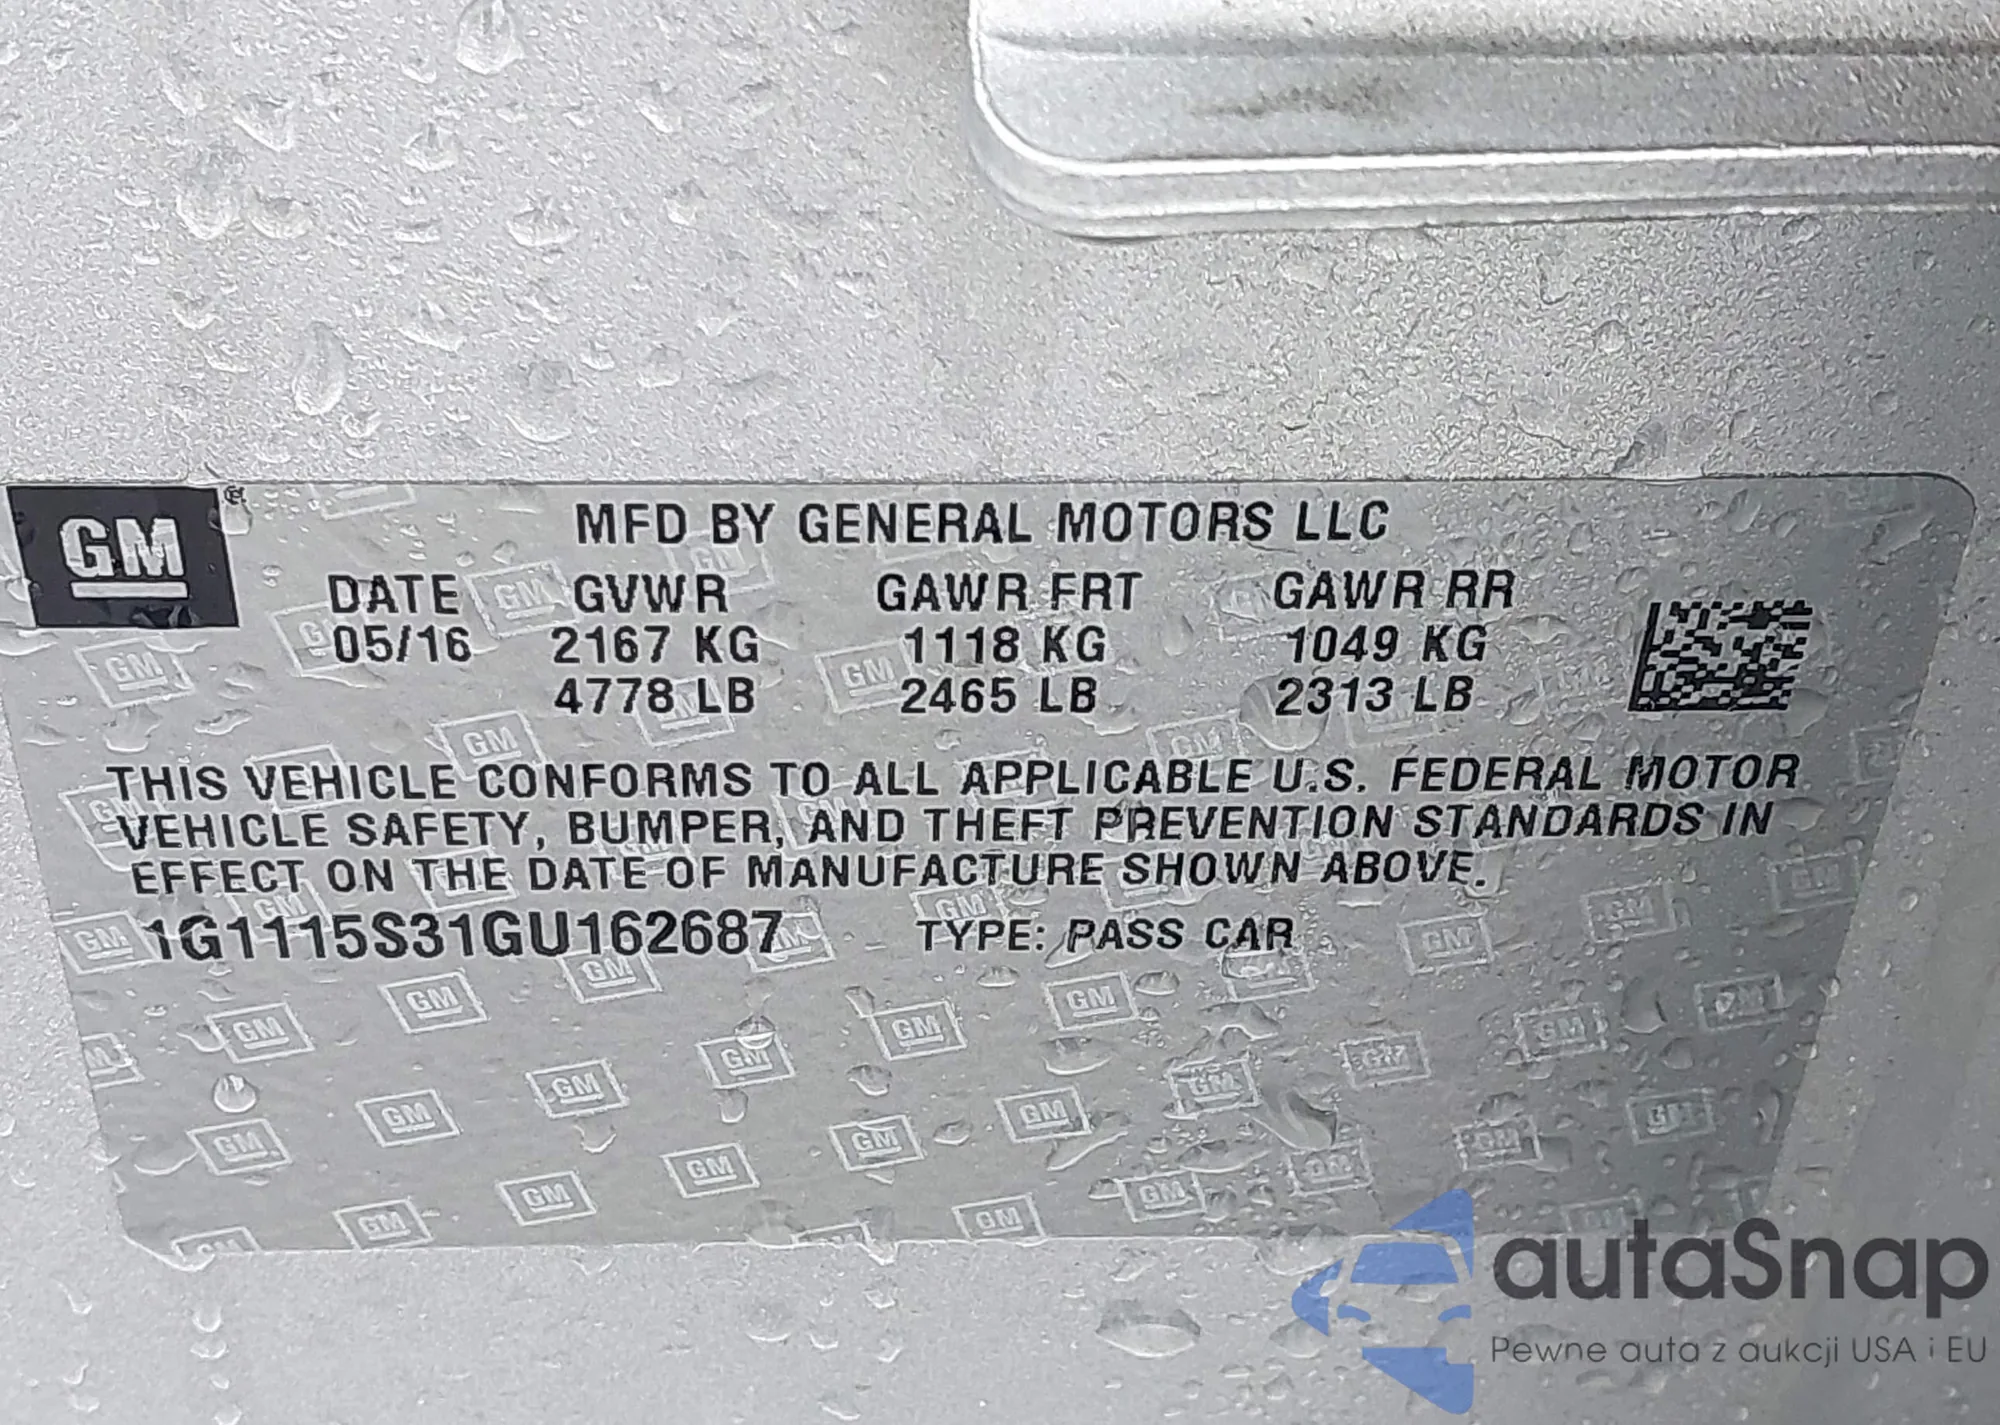 GM ®
MFD BY GENERAL MOTORS LLC
DATE GVWR GAWR FRT GAWR RR
05/16 2167 KG 1118 KG 1049 KG
4778 LB 2465 LB 2313 LB
THIS VEHICLE CONFORMS TO ALL APPLICABLE U.S. FEDERAL MOTOR
VEHICLE SAFETY, BUMPER, AND THEFT PREVENTION STANDARDS IN
EFFECT ON THE DATE OF MANUFACTURE SHOWN ABOVE.
1G1115S31GU162687 TYPE: PASS CAR
autaSnap
Pewne auta z aukcji USA i EU